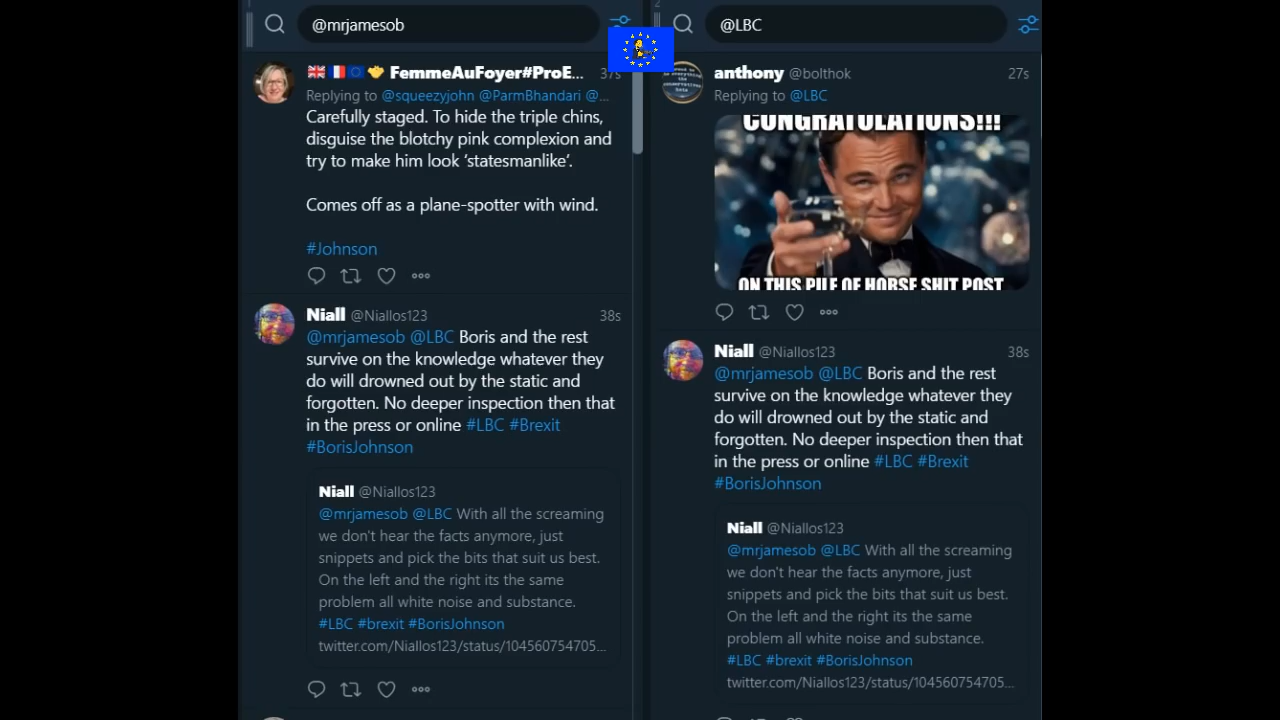 1
@mrjamesob
FemmeAuFoyer#ProE... 37s
Replying to @squeezyjohn @ParmBhandari @...
Carefully staged. To hide the triple chins,
disguise the blotchy pink complexion and
try to make him look ‘statesmanlike’.
Comes off as a plane-spotter with wind.
#Johnson
Niall @Niallos123 38s
@mrjamesob @LBC Boris and the rest
survive on the knowledge whatever they
do will drowned out by the static and
forgotten. No deeper inspection then that
in the press or online #LBC #Brexit
#BorisJohnson
Niall @Niallos123
@mrjamesob @LBC With all the screaming
we don't hear the facts anymore, just
snippets and pick the bits that suit us best.
On the left and the right its the same
problem all white noise and substance.
#LBC #brexit #BorisJohnson
twitter.com/Niallos123/status/104560754705...
2
@LBC
anthony @bolthok 27s
Replying to @LBC
CONGRATULATIONS!!!
ON THIS PILE OF HORSE SHIT POST
Niall @Niallos123 38s
@mrjamesob @LBC Boris and the rest
survive on the knowledge whatever they
do will drowned out by the static and
forgotten. No deeper inspection then that
in the press or online #LBC #Brexit
#BorisJohnson
Niall @Niallos123
@mrjamesob @LBC With all the screaming
we don't hear the facts anymore, just
snippets and pick the bits that suit us best.
On the left and the right its the same
problem all white noise and substance.
#LBC #brexit #BorisJohnson
twitter.com/Niallos123/status/104560754705...